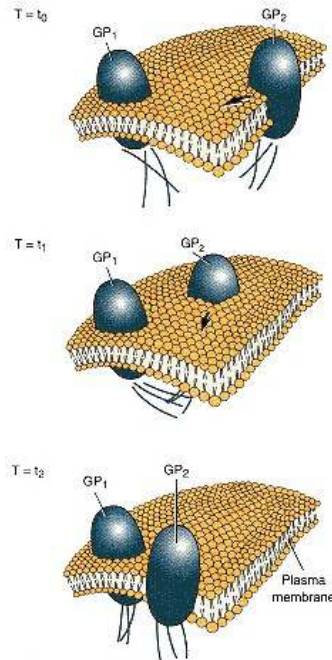 T = t₀
GP₁
GP₂
T = t₁
GP₁
GP₂
T = t₂
GP₁
GP₂
Plasma
membrane